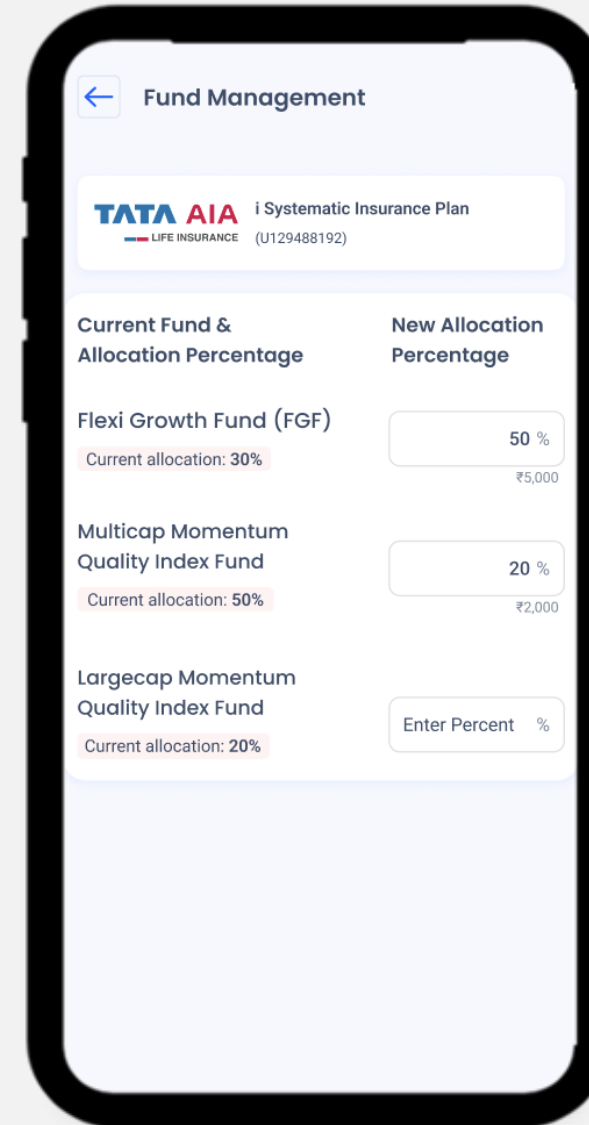 Fund Management
TATA AIA
LIFE INSURANCE
i Systematic Insurance Plan
(U129488192)
Current Fund &
Allocation Percentage
New Allocation
Percentage
Flexi Growth Fund (FGF)
Current allocation: 30%
50 %
₹5,000
Multicap Momentum
Quality Index Fund
Current allocation: 50%
20 %
₹2,000
Largecap Momentum
Quality Index Fund
Current allocation: 20%
Enter Percent %